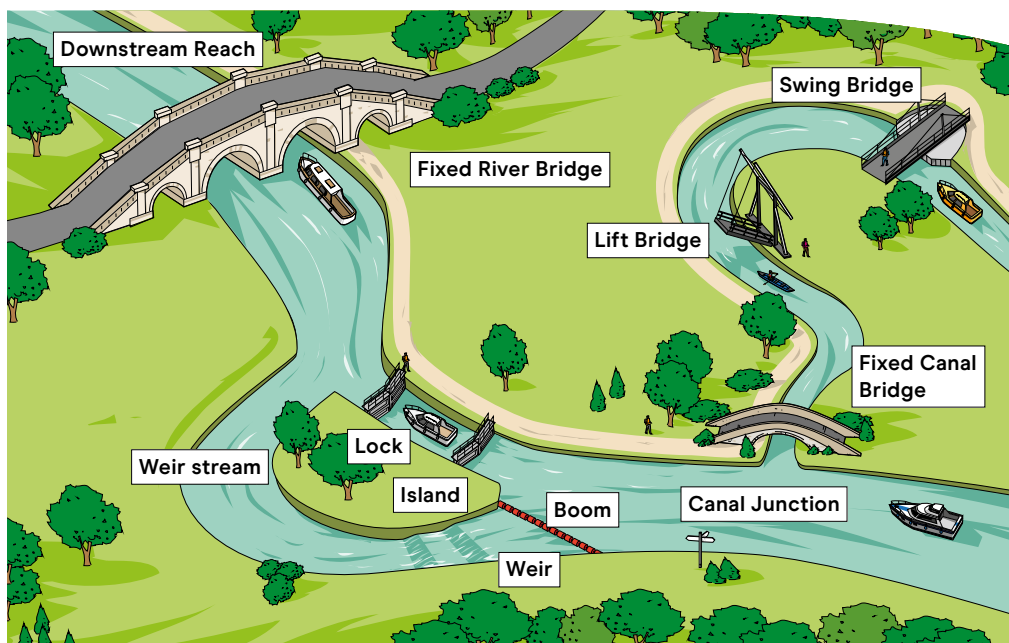 Downstream Reach
Swing Bridge
Fixed River Bridge
Lift Bridge
Fixed Canal
Bridge
Lock
Weir stream
Island
Canal Junction
Boom
Weir